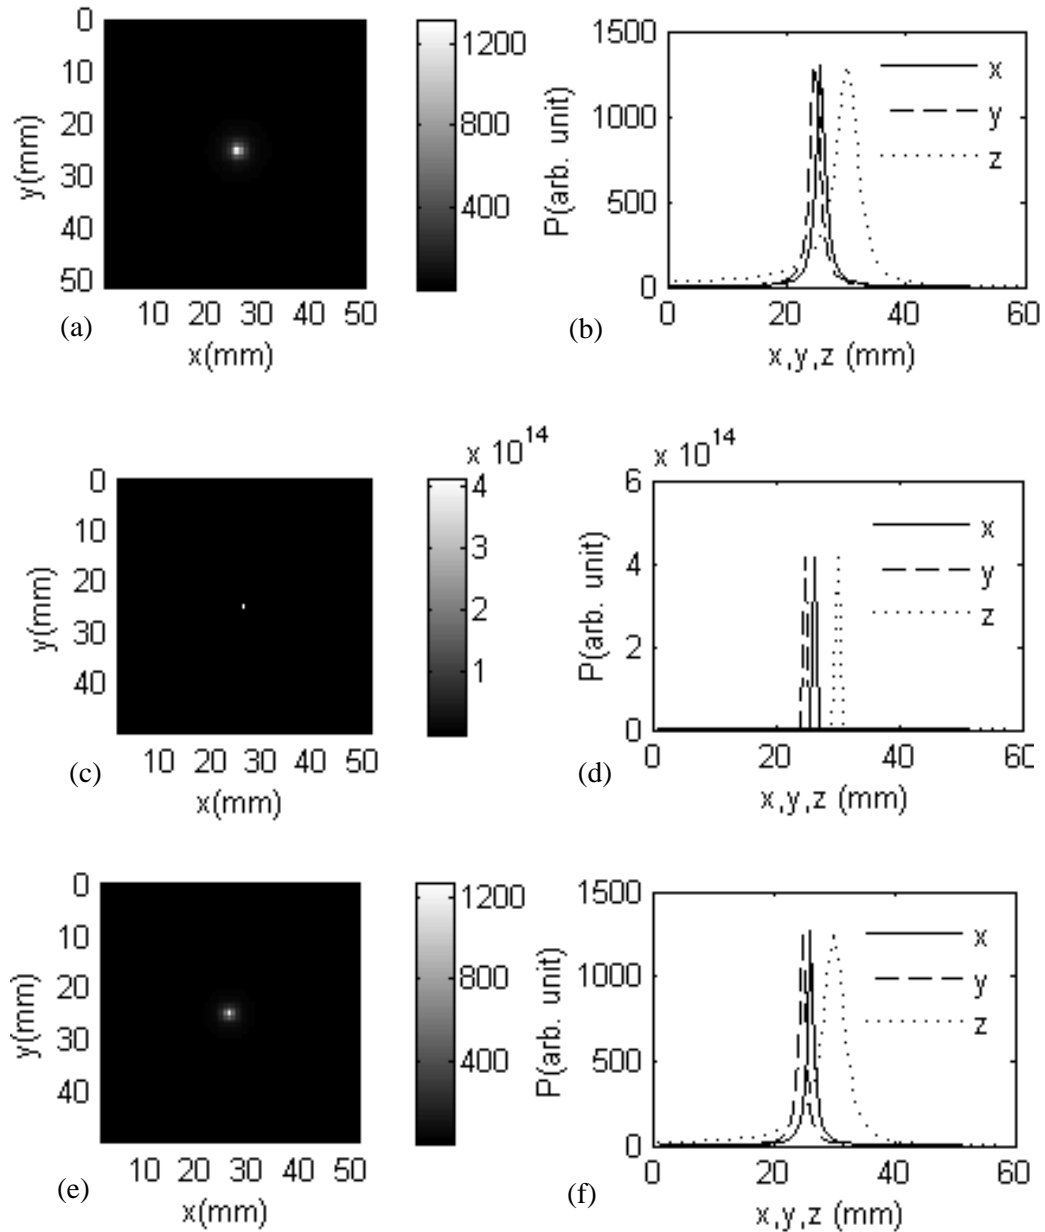 0
10
20
30
40
50
y(mm)
10 20 30 40 50
x(mm)
(a)
1200
800
400
1500
1000
500
0
P(arb. unit)
x
y
z
0 20 40 60
x,y,z (mm)
(b)
0
10
20
30
40
y(mm)
10 20 30 40 50
x(mm)
(c)
x 10^14
4
3
2
1
x 10^14
6
4
2
0
P(arb. unit)
x
y
z
0 20 40 60
x,y,z (mm)
(d)
0
10
20
30
40
y(mm)
10 20 30 40 50
x(mm)
(e)
1200
800
400
1500
1000
500
0
P(arb. unit)
x
y
z
0 20 40 60
x,y,z (mm)
(f)